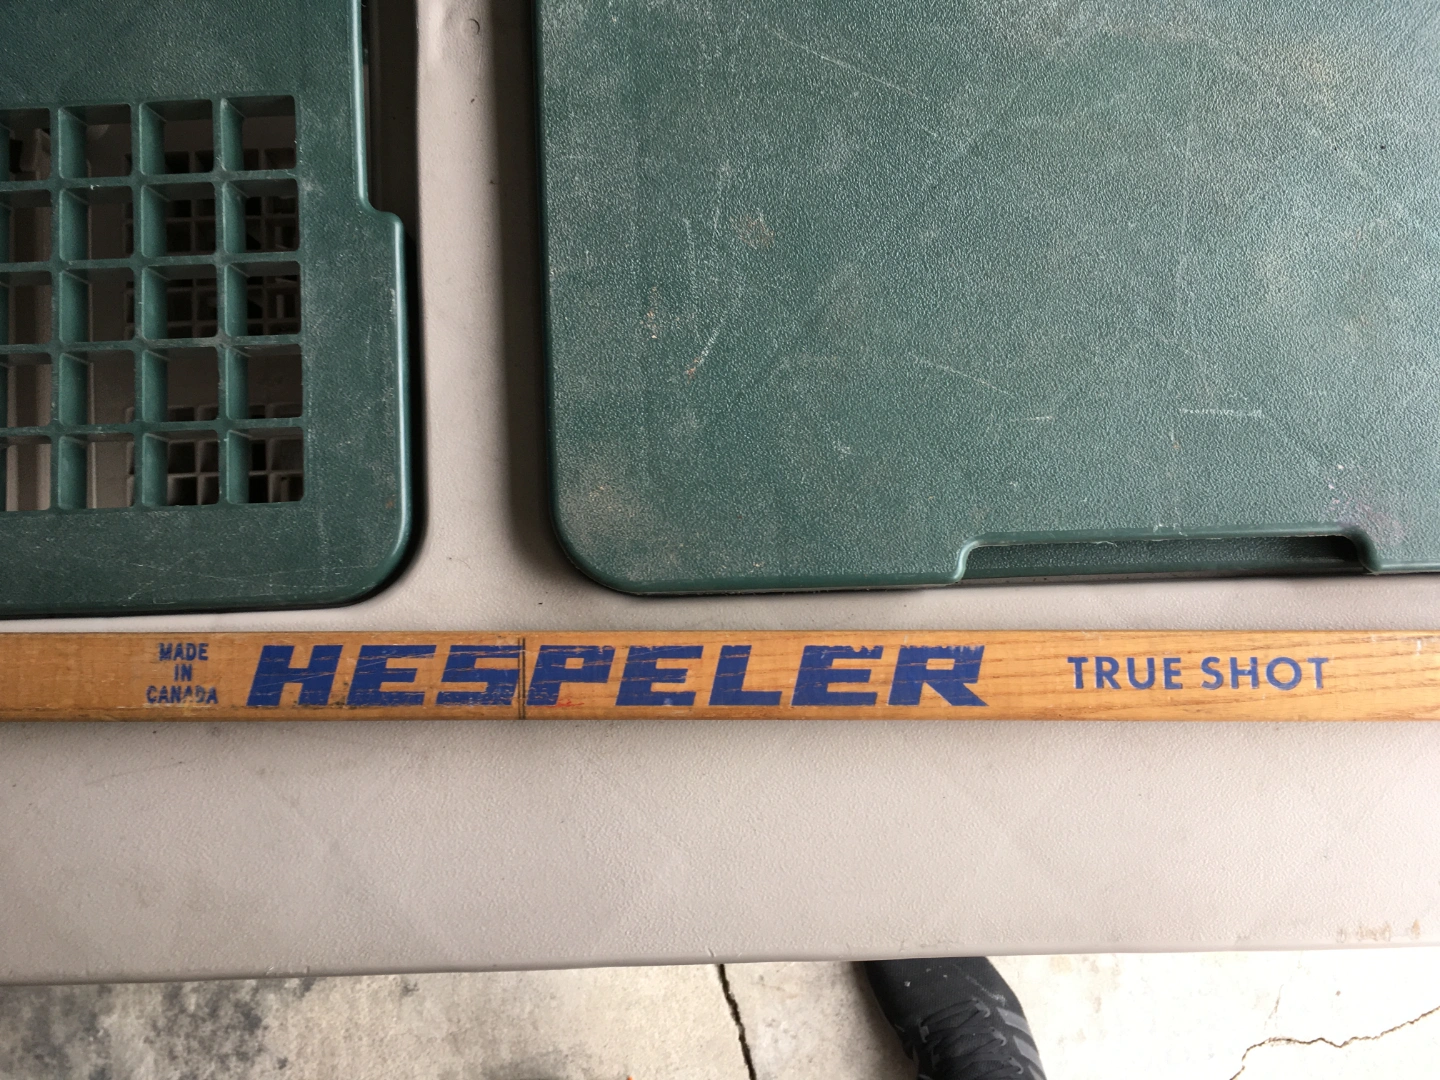 MADE
IN
CANADA
HESPELER
TRUE SHOT